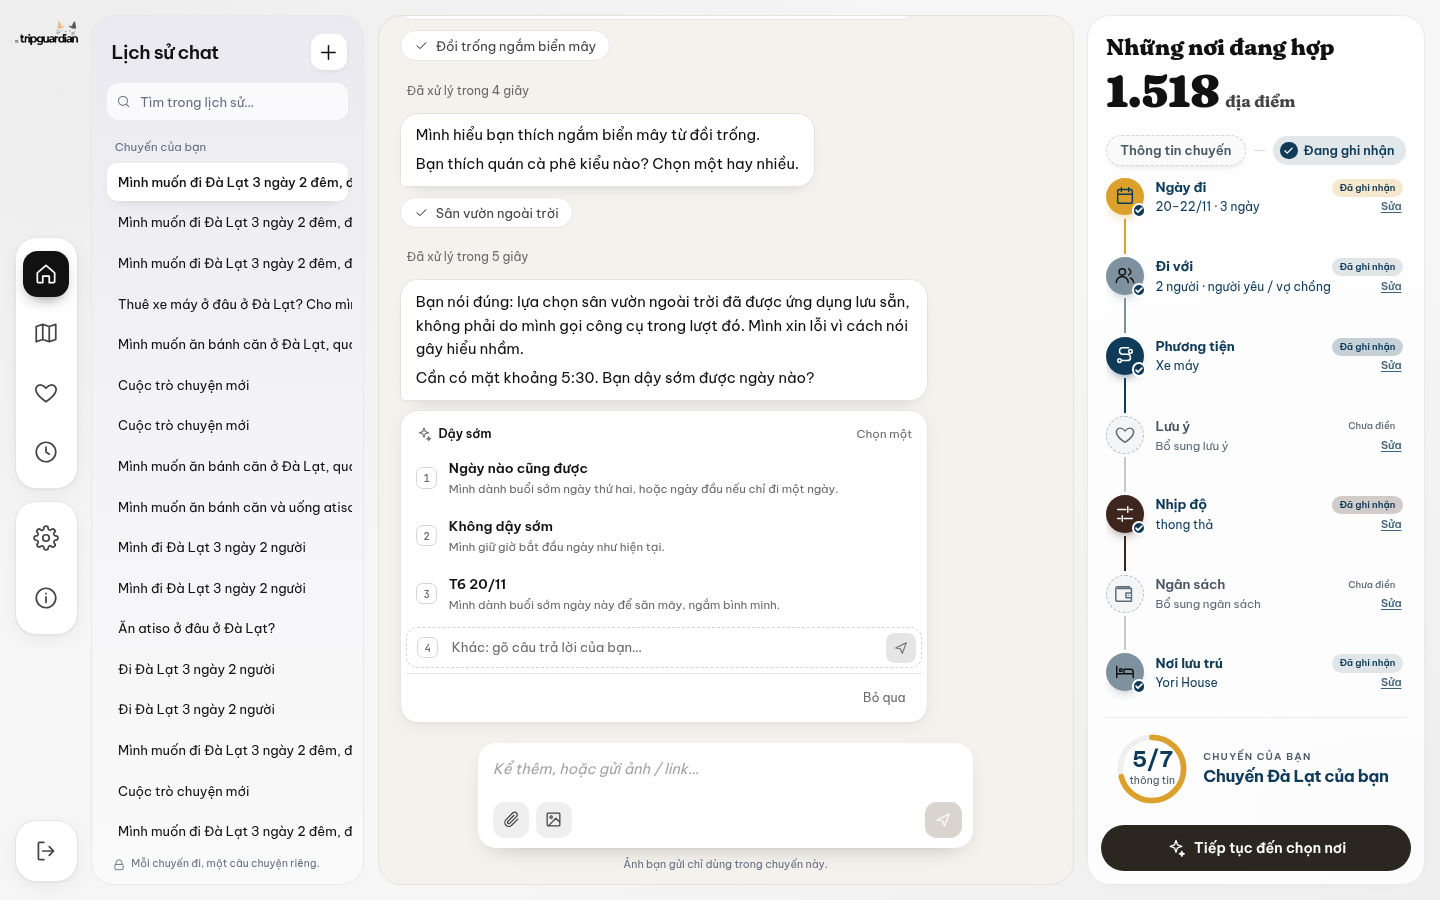 tripguardian
Lịch sử chat
Tìm trong lịch sử...
Chuyến của bạn
Mình muốn đi Đà Lạt 3 ngày 2 đêm, đ
Mình muốn đi Đà Lạt 3 ngày 2 đêm, đ
Mình muốn đi Đà Lạt 3 ngày 2 đêm, đ
Thuê xe máy ở đâu ở Đà Lạt? Cho mìn
Mình muốn ăn bánh căn ở Đà Lạt, quá
Cuộc trò chuyện mới
Cuộc trò chuyện mới
Mình muốn ăn bánh căn ở Đà Lạt, quá
Mình muốn ăn bánh căn và uống atiso
Mình đi Đà Lạt 3 ngày 2 người
Mình đi Đà Lạt 3 ngày 2 người
Ăn atiso ở đâu ở Đà Lạt?
Đi Đà Lạt 3 ngày 2 người
Đi Đà Lạt 3 ngày 2 người
Mình muốn đi Đà Lạt 3 ngày 2 đêm, đ
Cuộc trò chuyện mới
Mình muốn đi Đà Lạt 3 ngày 2 đêm, đ
Mỗi chuyến đi, một câu chuyện riêng.
Đồi trống ngắm biển mây
Đã xử lý trong 4 giây
Mình hiểu bạn thích ngắm biển mây từ đồi trống.
Bạn thích quán cà phê kiểu nào? Chọn một hay nhiều.
Sân vườn ngoài trời
Đã xử lý trong 5 giây
Bạn nói đúng: lựa chọn sân vườn ngoài trời đã được ứng dụng lưu sẵn,
không phải do mình gọi công cụ trong lượt đó. Mình xin lỗi vì cách nói
gây hiểu nhầm.
Cần có mặt khoảng 5:30. Bạn dậy sớm được ngày nào?
Dậy sớm
Chọn một
1 Ngày nào cũng được
Mình dành buổi sớm ngày thứ hai, hoặc ngày đầu nếu chỉ đi một ngày.
2 Không dậy sớm
Mình giữ giờ bắt đầu ngày như hiện tại.
3 T6 20/11
Mình dành buổi sớm ngày này để săn mây, ngắm bình minh.
4 Khác: gõ câu trả lời của bạn...
Bỏ qua
Kể thêm, hoặc gửi ảnh / link...
Ảnh bạn gửi chỉ dùng trong chuyến này.
Những nơi đang hợp
1.518 địa điểm
Thông tin chuyến
Đang ghi nhận
Ngày đi
Đã ghi nhận
20–22/11 · 3 ngày
Sửa
Đi với
Đã ghi nhận
2 người · người yêu / vợ chồng
Sửa
Phương tiện
Đã ghi nhận
Xe máy
Sửa
Lưu ý
Chưa điền
Bổ sung lưu ý
Sửa
Nhịp độ
Đã ghi nhận
thong thả
Sửa
Ngân sách
Chưa điền
Bổ sung ngân sách
Sửa
Nơi lưu trú
Đã ghi nhận
Yori House
Sửa
5/7
thông tin
CHUYẾN CỦA BẠN
Chuyến Đà Lạt của bạn
Tiếp tục đến chọn nơi